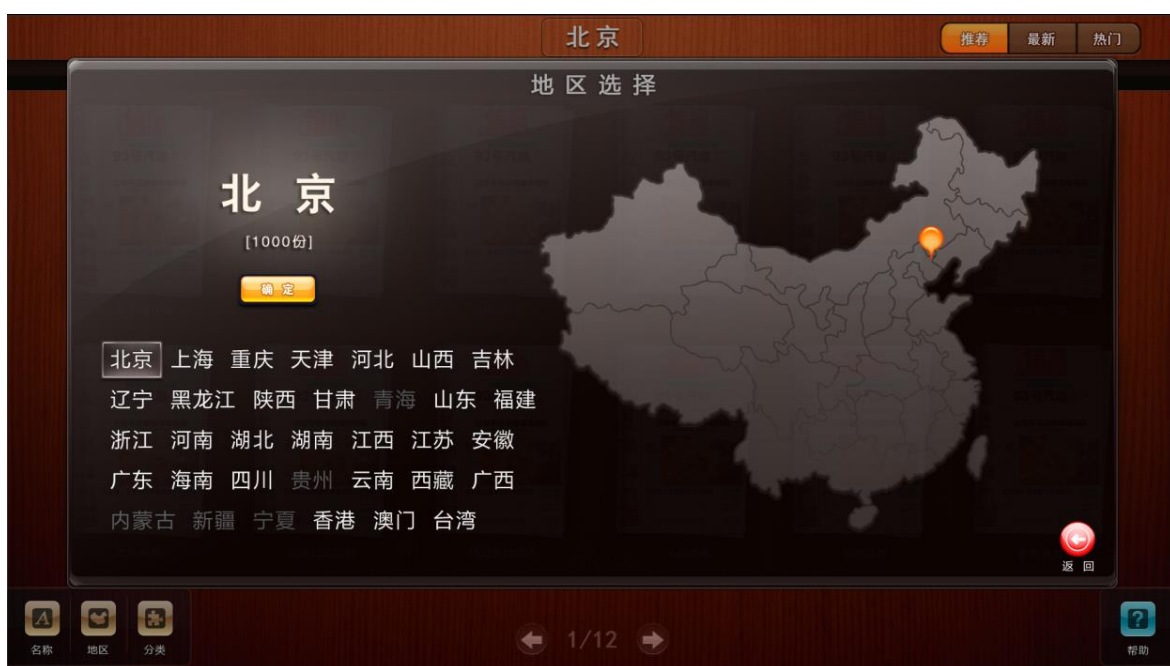 北京
推荐 最新 热门
地区选择
北京
[1000份]
确定
北京 上海 重庆 天津 河北 山西 吉林
辽宁 黑龙江 陕西 甘肃 青海 山东 福建
浙江 河南 湖北 湖南 江西 江苏 安徽
广东 海南 四川 贵州 云南 西藏 广西
内蒙古 新疆 宁夏 香港 澳门 台湾
返回
A
名称 地区 分类
1/12
?
帮助